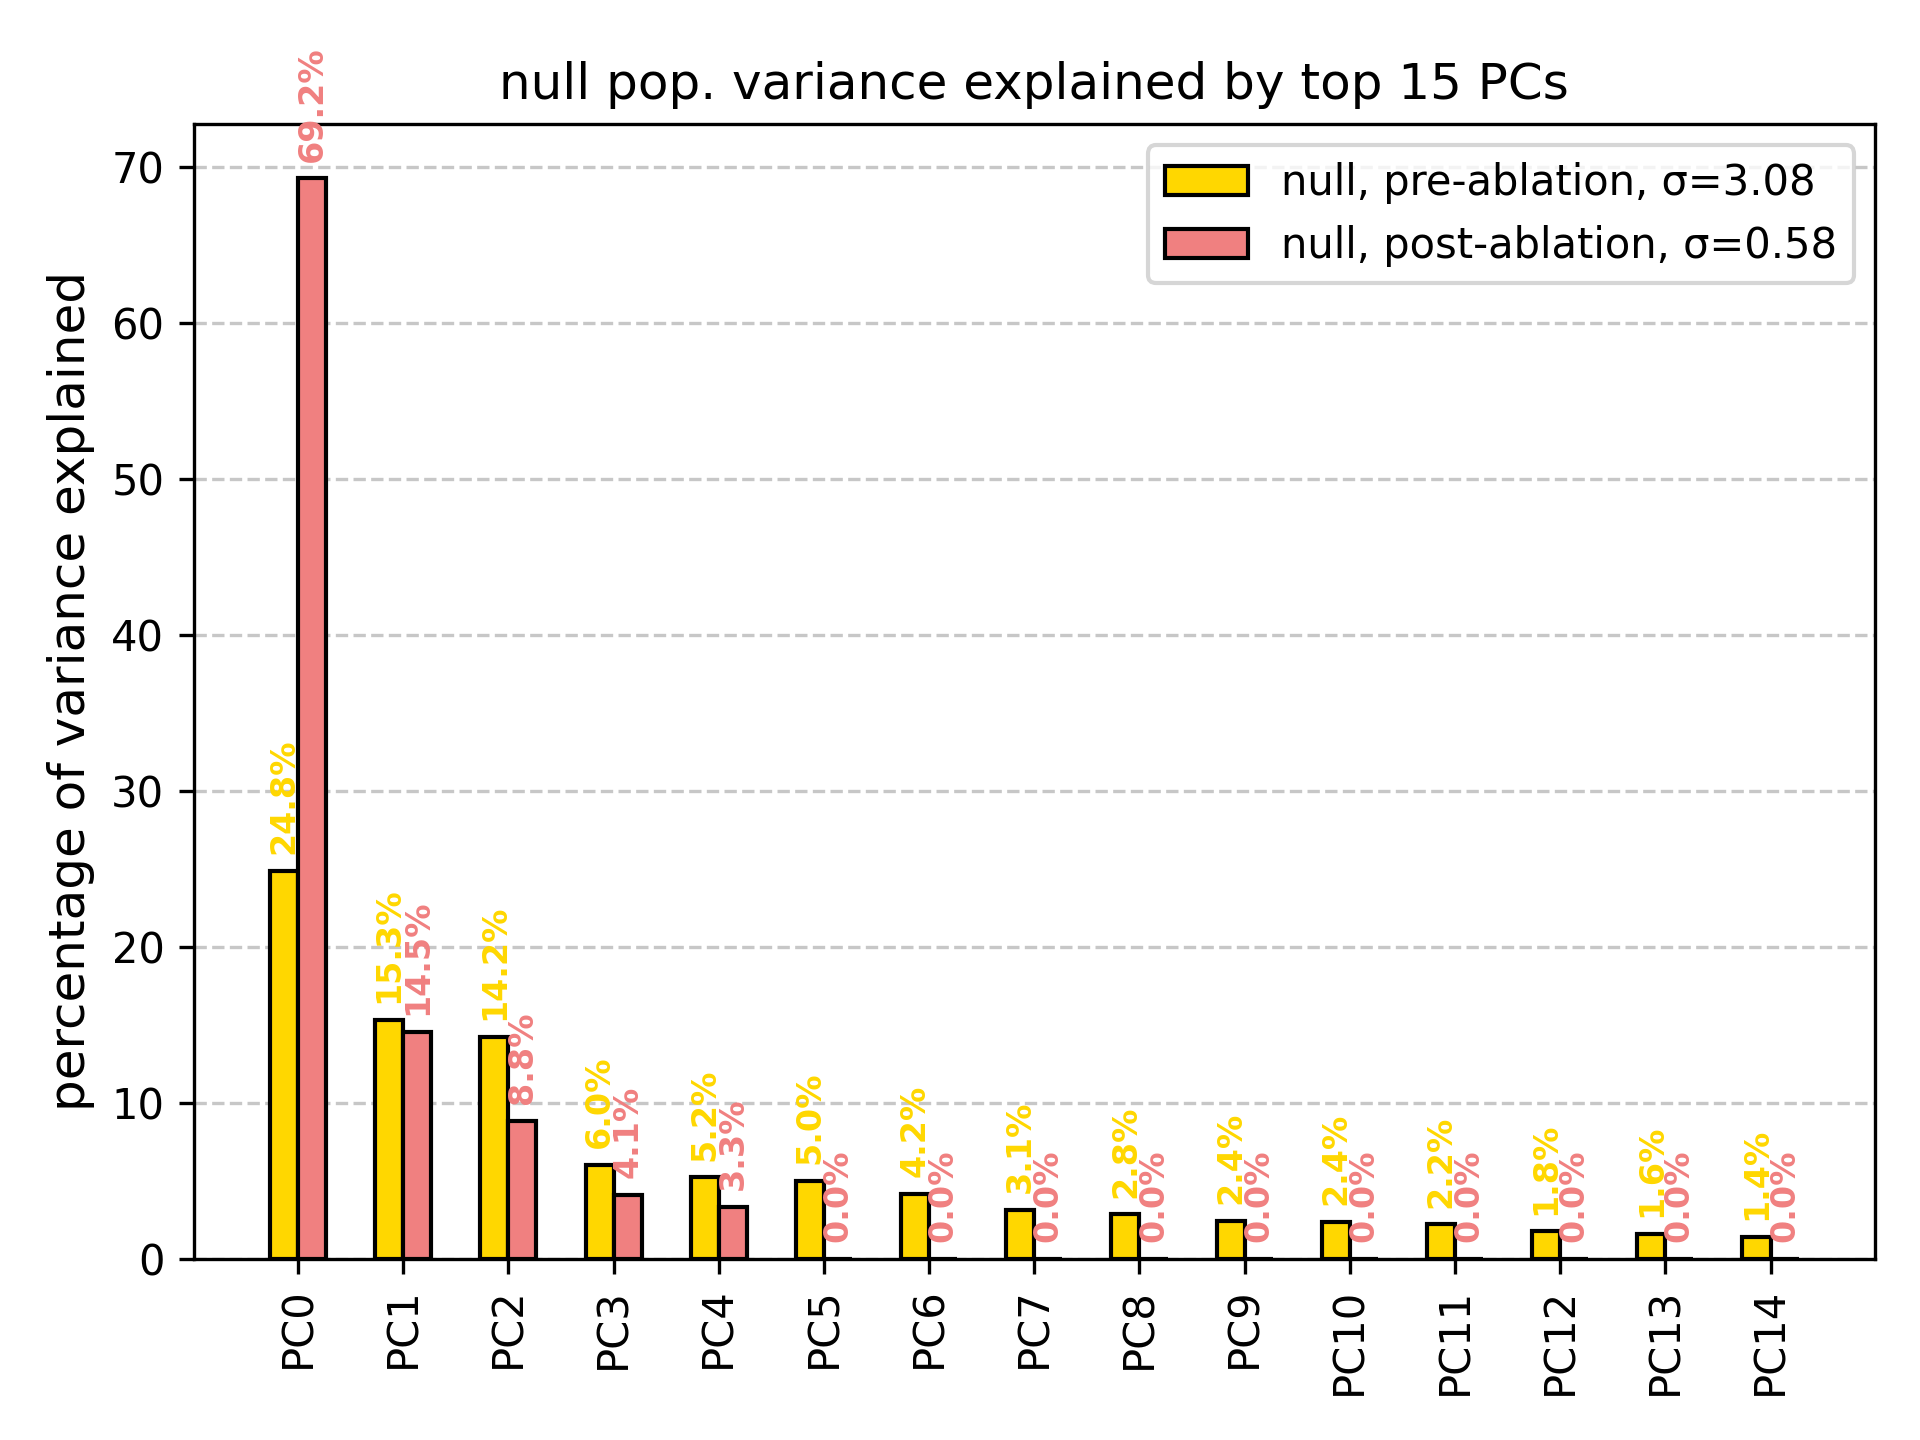 null pop. variance explained by top 15 PCs
percentage of variance explained
70
60
50
40
30
20
10
0
null, pre-ablation, σ=3.08
null, post-ablation, σ=0.58
24.8%
69.2%
15.3%
14.5%
14.2%
8.8%
6.0%
4.1%
5.2%
3.3%
5.0%
0.0%
4.2%
0.0%
3.1%
0.0%
2.8%
0.0%
2.4%
0.0%
2.4%
0.0%
2.2%
0.0%
1.8%
0.0%
1.6%
0.0%
1.4%
0.0%
PC0
PC1
PC2
PC3
PC4
PC5
PC6
PC7
PC8
PC9
PC10
PC11
PC12
PC13
PC14